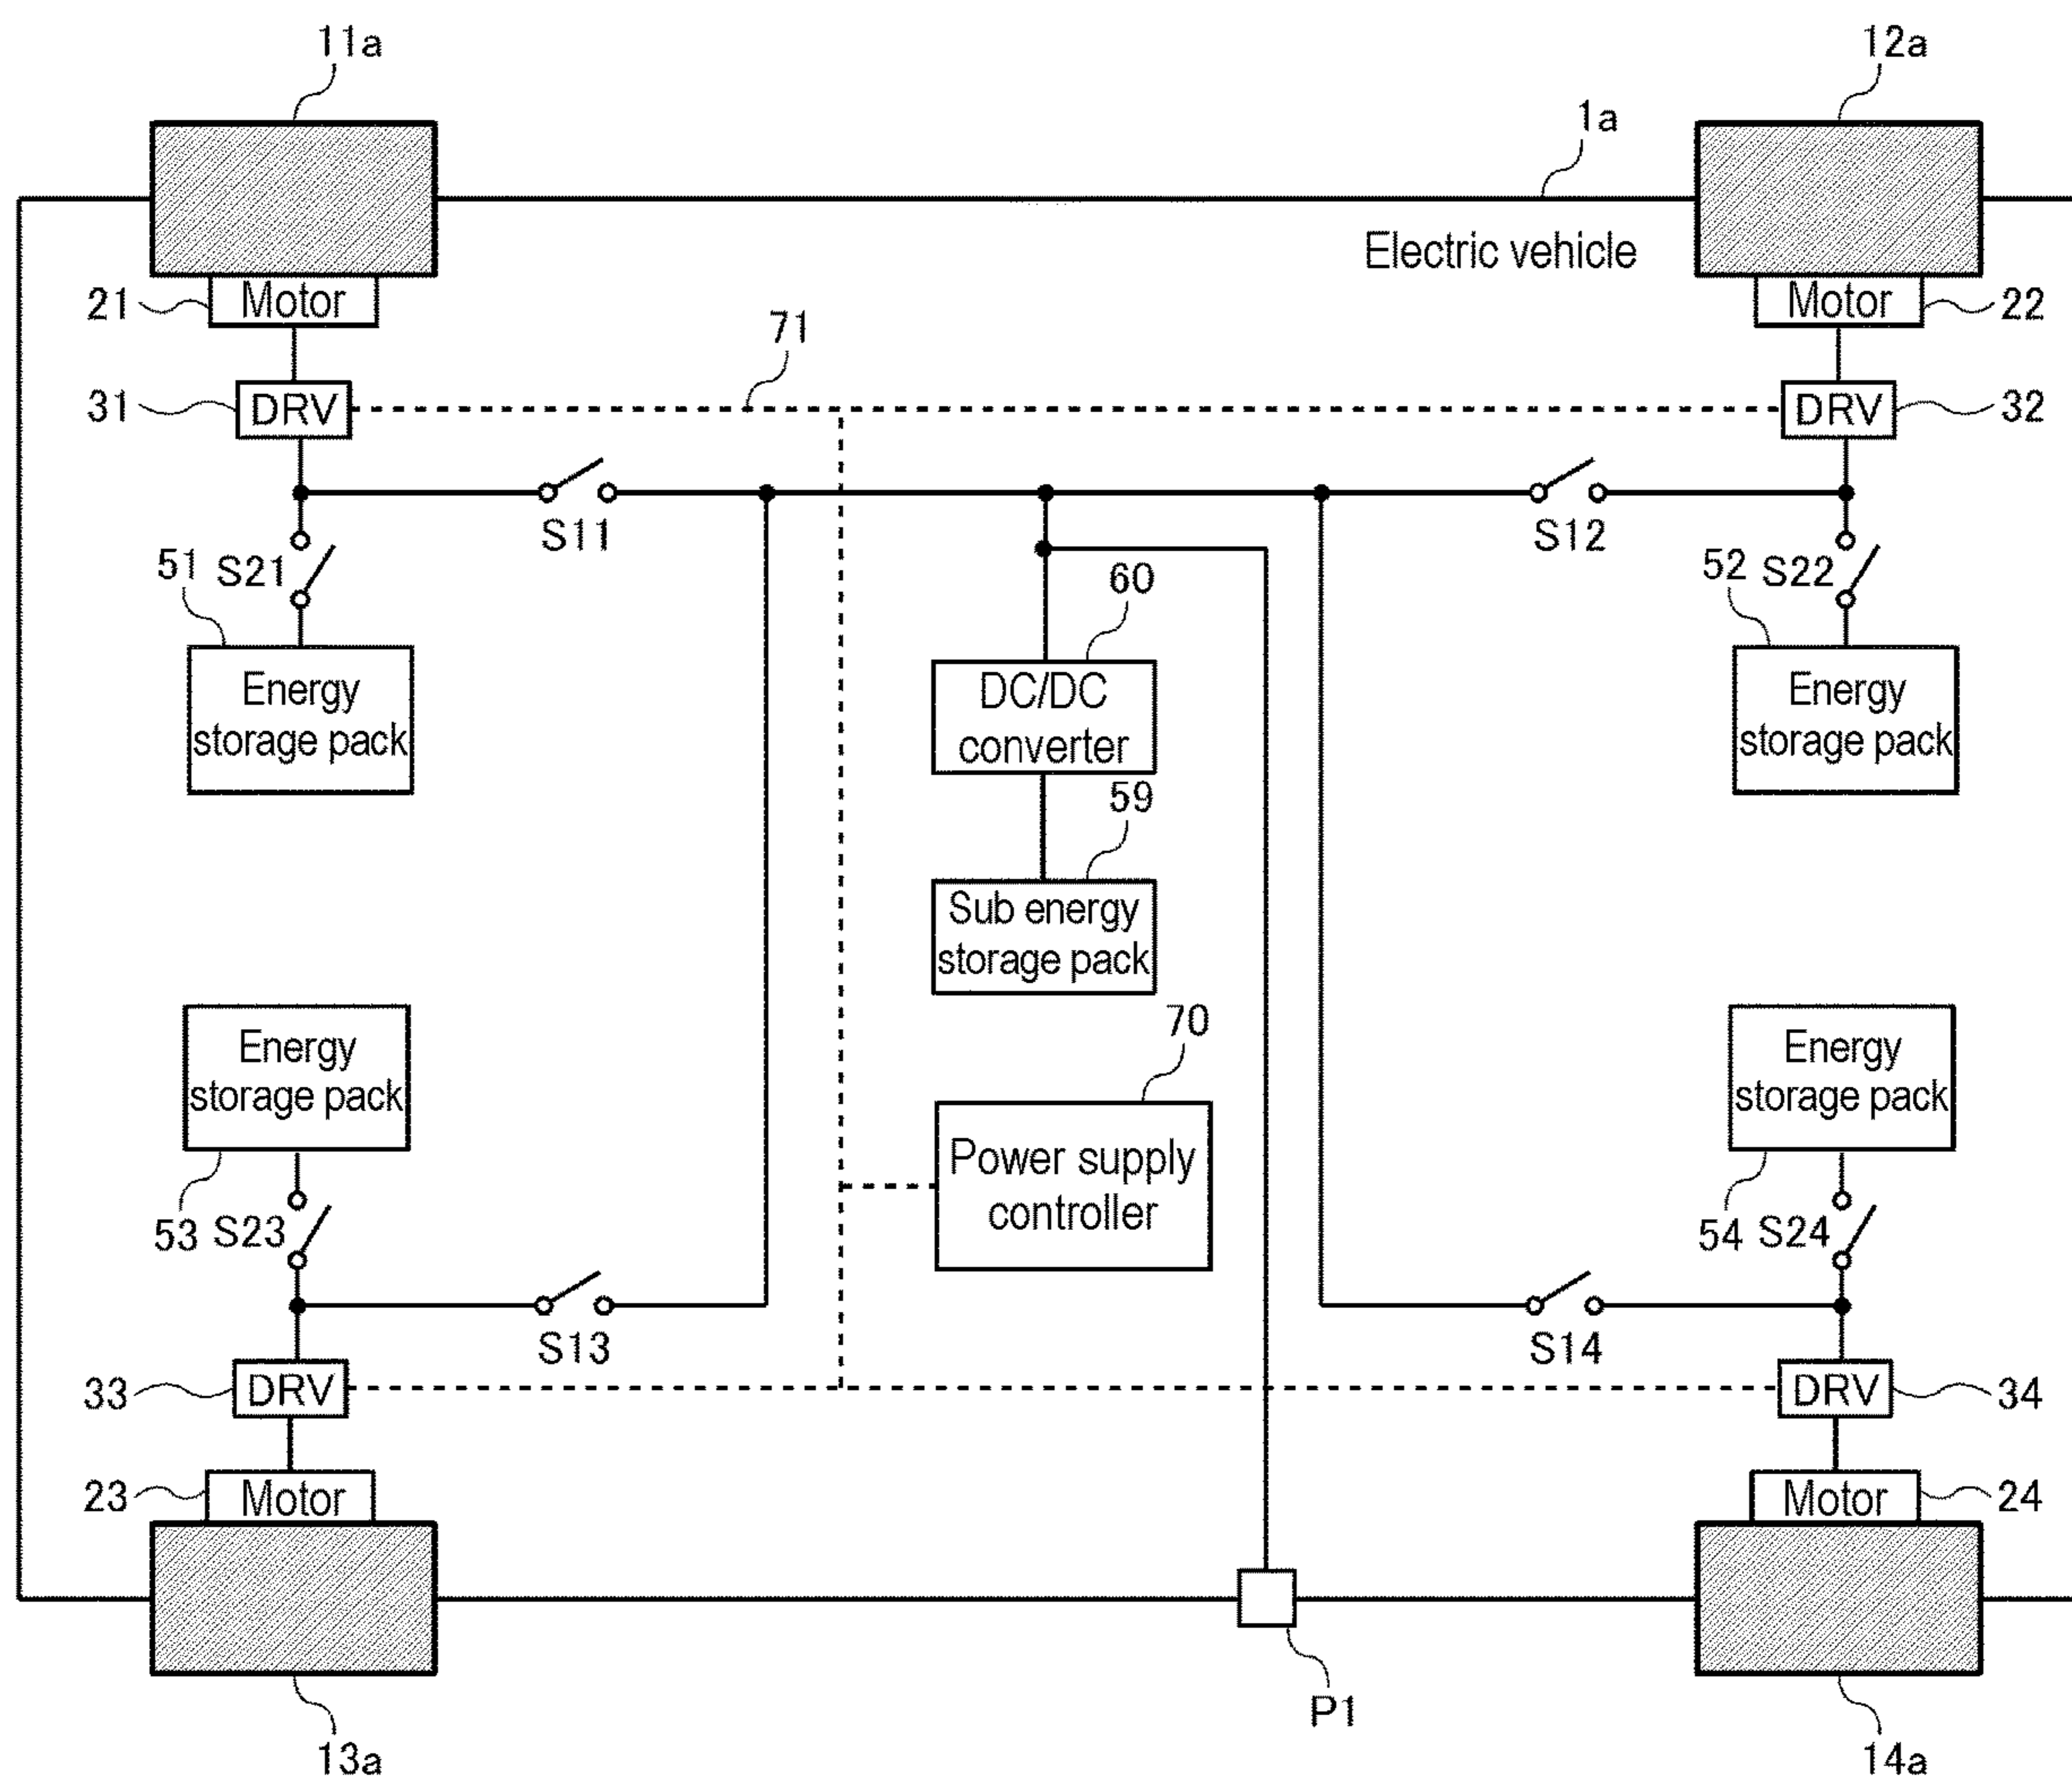 11a
12a
1a
Electric vehicle
21
Motor
Motor
22
71
31
DRV
DRV
32
S11
S12
51
S21
60
52
S22
Energy
storage pack
DC/DC
converter
Energy
storage pack
59
Sub energy
storage pack
Energy
storage pack
70
Energy
storage pack
Power supply
controller
53
S23
54
S24
S13
S14
33
DRV
DRV
34
23
Motor
Motor
24
P1
13a
14a